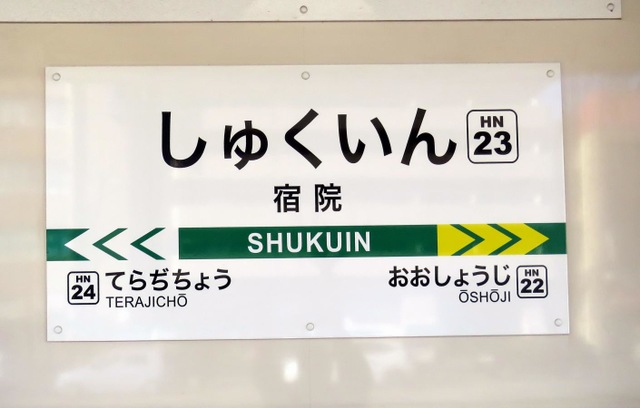 しゅくいん HN 23
宿院
SHUKUIN
HN 24 てらぢちょう
TERAJICHŌ
おおしょうじ HN 22
ŌSHŌJI